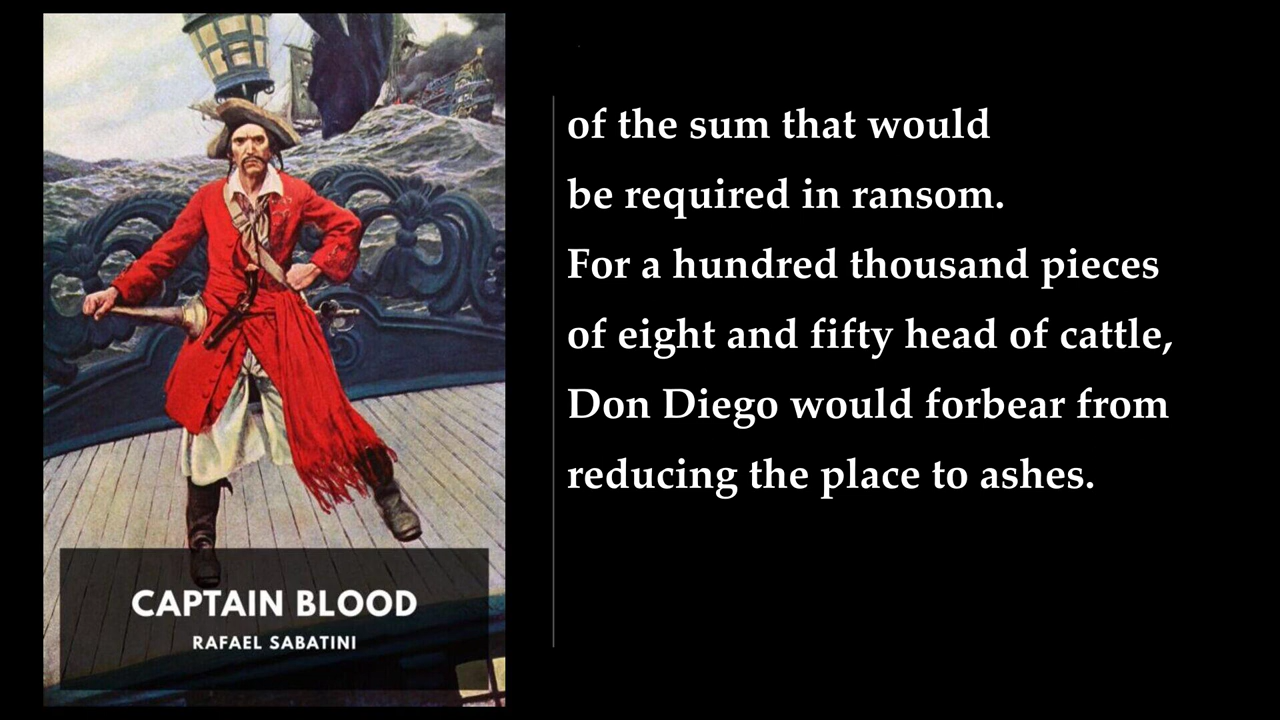 of the sum that would
be required in ransom.
For a hundred thousand pieces
of eight and fifty head of cattle,
Don Diego would forbear from
reducing the place to ashes.
CAPTAIN BLOOD
RAFAEL SABATINI